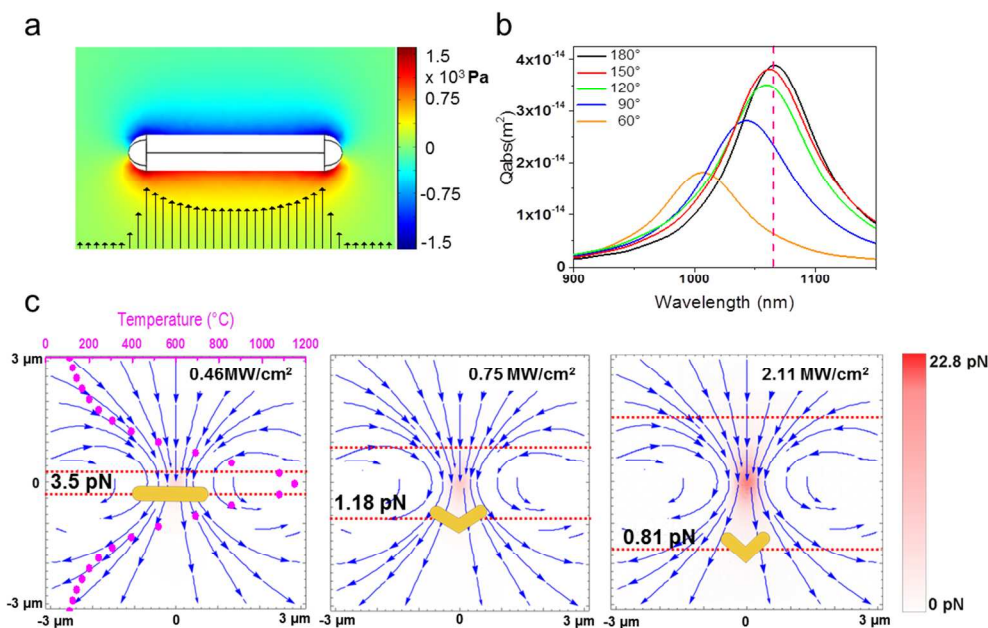 a
1.5
x 10³ Pa
0.75
0
-0.75
-1.5
b
Qabs(m²)
4x10⁻¹⁴
3x10⁻¹⁴
2x10⁻¹⁴
1x10⁻¹⁴
0
180°
150°
120°
90°
60°
900
1000
1100
Wavelength (nm)
c
Temperature (°C)
0 200 400 600 800 1000 1200
3 µm
0
-3 µm
0.46MW/cm²
3.5 pN
-3 µm 0 3 µm
0.75 MW/cm²
1.18 pN
-3 µm 0 3 µm
2.11 MW/cm²
0.81 pN
-3 µm 0 3 µm
22.8 pN
0 pN